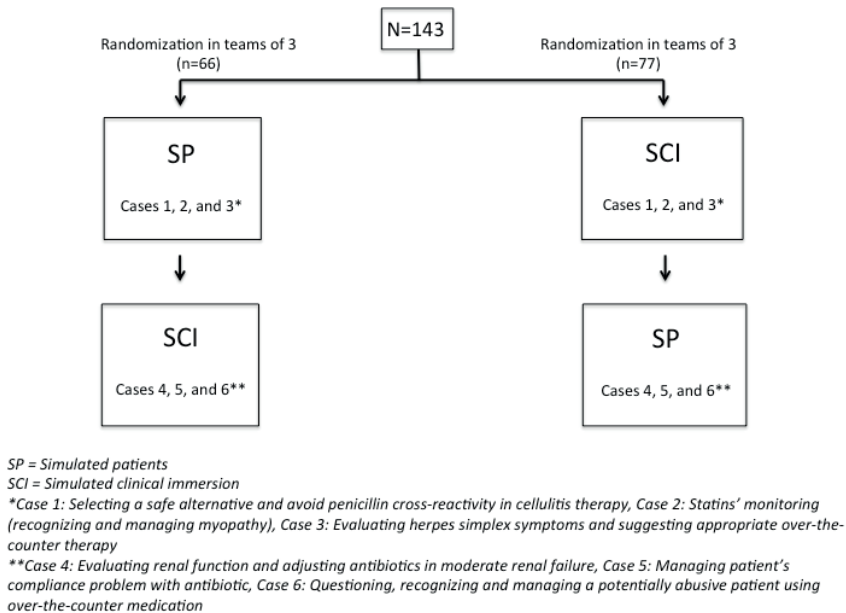 N=143
Randomization in teams of 3
(n=66)
Randomization in teams of 3
(n=77)
SP
Cases 1, 2, and 3*
SCI
Cases 1, 2, and 3*
SCI
Cases 4, 5, and 6**
SP
Cases 4, 5, and 6**
SP = Simulated patients
SCI = Simulated clinical immersion
*Case 1: Selecting a safe alternative and avoid penicillin cross-reactivity in cellulitis therapy, Case 2: Statins’ monitoring
(recognizing and managing myopathy), Case 3: Evaluating herpes simplex symptoms and suggesting appropriate over-the-
counter therapy
**Case 4: Evaluating renal function and adjusting antibiotics in moderate renal failure, Case 5: Managing patient’s
compliance problem with antibiotic, Case 6: Questioning, recognizing and managing a potentially abusive patient using
over-the-counter medication